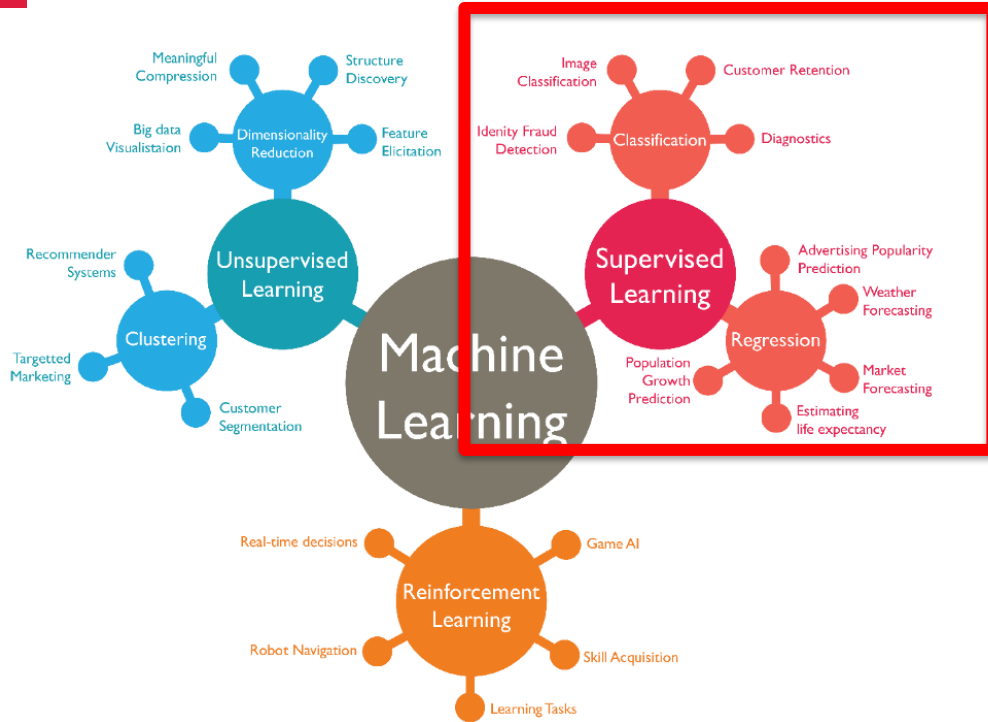 Meaningful
Compression
Structure
Discovery
Big data
Visualistaion
Dimensionality
Reduction
Feature
Elicitation
Unsupervised
Learning
Recommender
Systems
Clustering
Targetted
Marketing
Customer
Segmentation
Image
Classification
Customer Retention
Idenity Fraud
Detection
Classification
Diagnostics
Supervised
Learning
Advertising Popularity
Prediction
Weather
Forecasting
Regression
Population
Growth
Prediction
Market
Forecasting
Estimating
life expectancy
Machine
Learning
Real-time decisions
Game AI
Reinforcement
Learning
Robot Navigation
Skill Acquisition
Learning Tasks